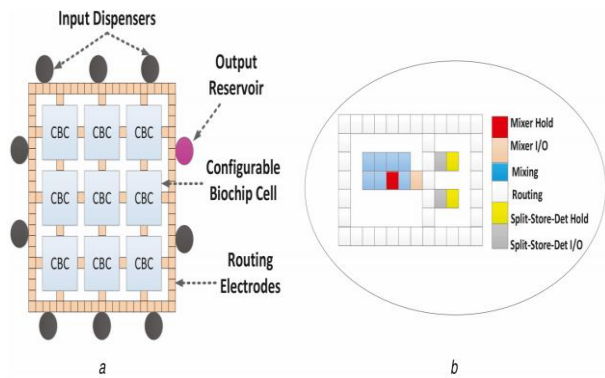 Input Dispensers
Output
Reservoir
CBC CBC CBC
Configurable
Biochip Cell
CBC CBC CBC
CBC CBC CBC
Routing
Electrodes
a
Mixer Hold
Mixer I/O
Mixing
Routing
Split-Store-Det Hold
Split-Store-Det I/O
b